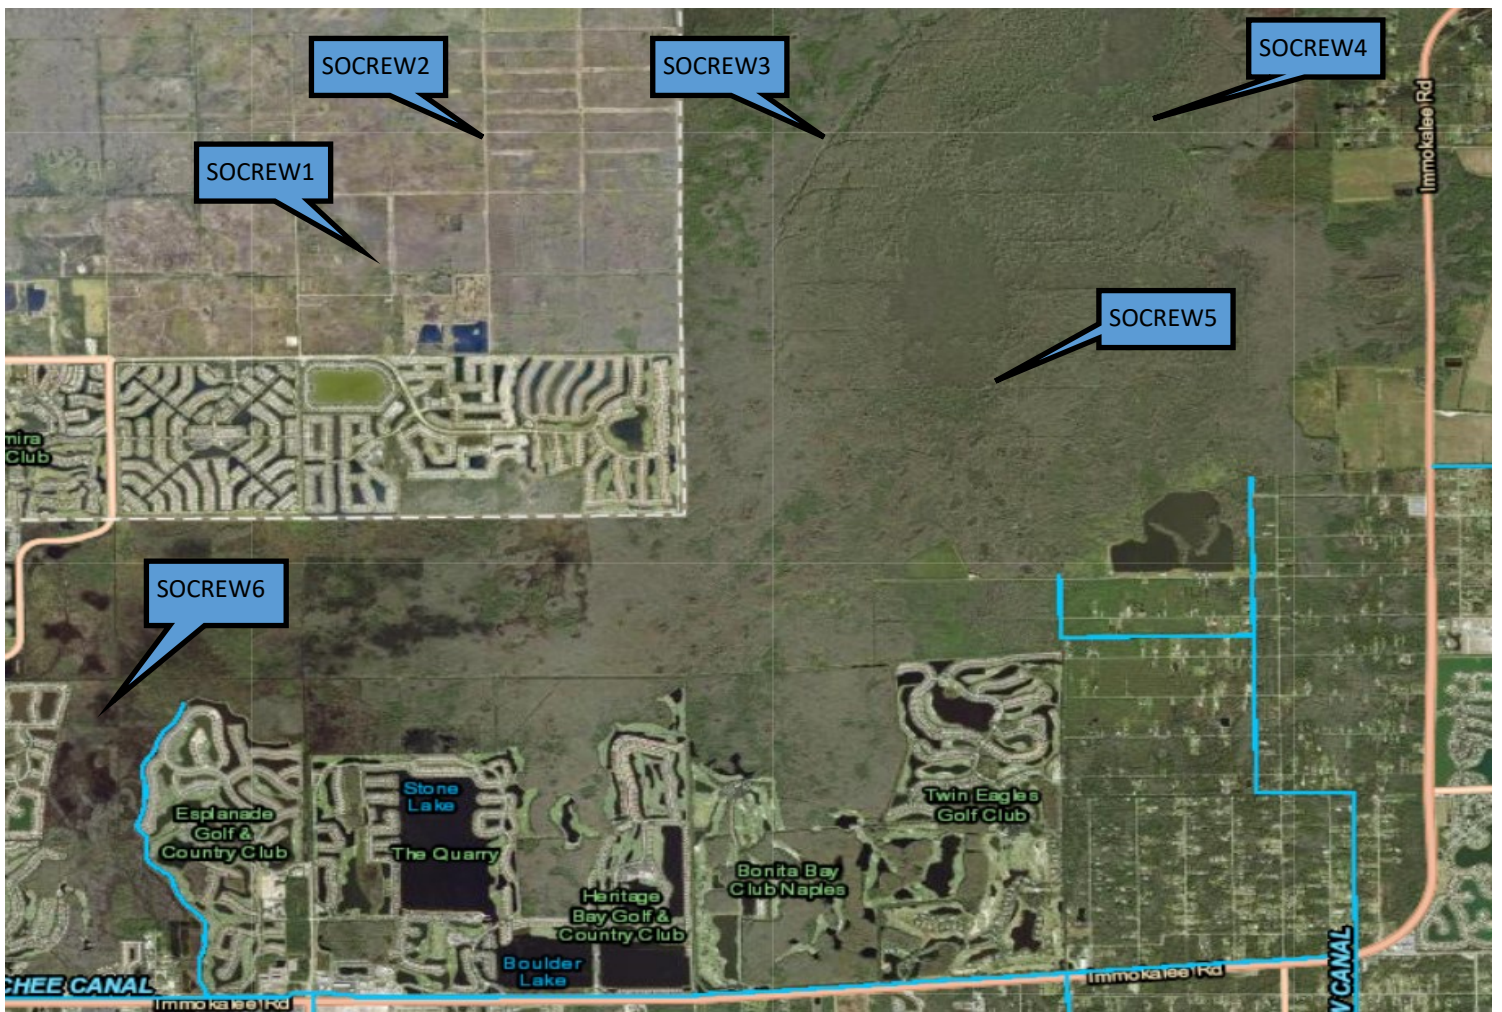 SOCREW4
SOCREW2
SOCREW3
Immokalee Rd
SOCREW1
SOCREW5
mira
Club
SOCREW6
Stone
Lake
Esplanade
Golf &
Country Club
The Quarry
Twin Eagles
Golf Club
Bonita Bay
Club Naples
Heritage
Bay Golf &
Country Club
Boulder
Lake
CHEE CANAL
Immokalee Rd
Immokalee Rd
W CANAL